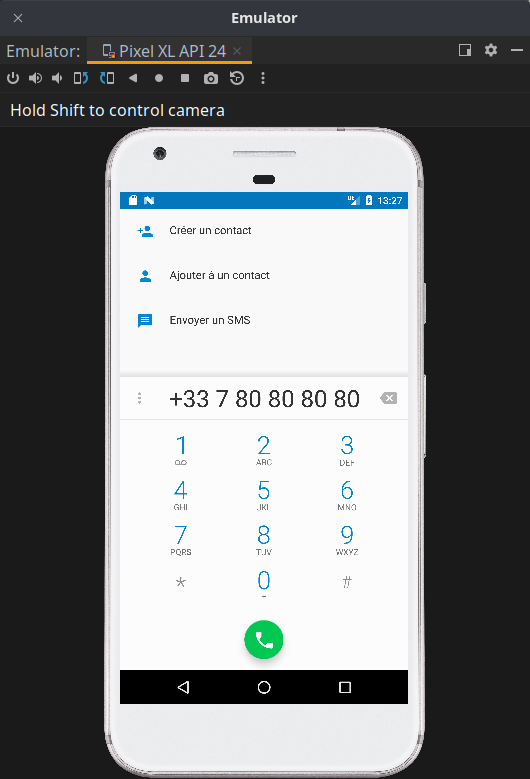 Emulator
Emulator: Pixel XL API 24
Hold Shift to control camera
13:27
Créer un contact
Ajouter à un contact
Envoyer un SMS
+33 7 80 80 80 80
1 2 3
ABC DEF
4 5 6
GHI JKL MNO
7 8 9
PQRS TUV WXYZ
* 0 #
+